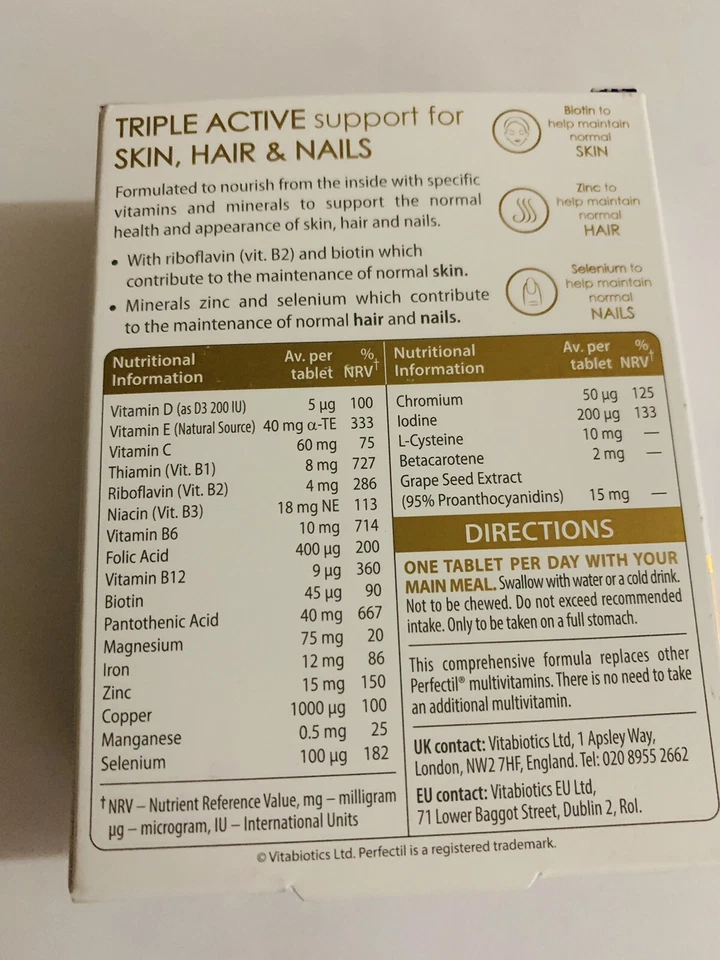 TRIPLE ACTIVE support for
SKIN, HAIR & NAILS
Formulated to nourish from the inside with specific
vitamins and minerals to support the normal
health and appearance of skin, hair and nails.
• With riboflavin (vit. B2) and biotin which
contribute to the maintenance of normal skin.
• Minerals zinc and selenium which contribute
to the maintenance of normal hair and nails.
Biotin to
help maintain
normal
SKIN
Zinc to
help maintain
normal
HAIR
Selenium to
help maintain
normal
NAILS
Nutritional Av. per %
Information tablet NRV†
Vitamin D (as D3 200 IU) 5 µg 100
Vitamin E (Natural Source) 40 mg α-TE 333
Vitamin C 60 mg 75
Thiamin (Vit. B1) 8 mg 727
Riboflavin (Vit. B2) 4 mg 286
Niacin (Vit. B3) 18 mg NE 113
Vitamin B6 10 mg 714
Folic Acid 400 µg 200
Vitamin B12 9 µg 360
Biotin 45 µg 90
Pantothenic Acid 40 mg 667
Magnesium 75 mg 20
Iron 12 mg 86
Zinc 15 mg 150
Copper 1000 µg 100
Manganese 0.5 mg 25
Selenium 100 µg 182
† NRV – Nutrient Reference Value, mg – milligram
µg – microgram, IU – International Units
Nutritional Av. per %
Information tablet NRV†
Chromium 50 µg 125
Iodine 200 µg 133
L-Cysteine 10 mg —
Betacarotene 2 mg —
Grape Seed Extract
(95% Proanthocyanidins) 15 mg —
DIRECTIONS
ONE TABLET PER DAY WITH YOUR
MAIN MEAL. Swallow with water or a cold drink.
Not to be chewed. Do not exceed recommended
intake. Only to be taken on a full stomach.
This comprehensive formula replaces other
Perfectil® multivitamins. There is no need to take
an additional multivitamin.
UK contact: Vitabiotics Ltd, 1 Apsley Way,
London, NW2 7HF, England. Tel: 020 8955 2662
EU contact: Vitabiotics EU Ltd,
71 Lower Baggot Street, Dublin 2, RoI.
© Vitabiotics Ltd. Perfectil is a registered trademark.